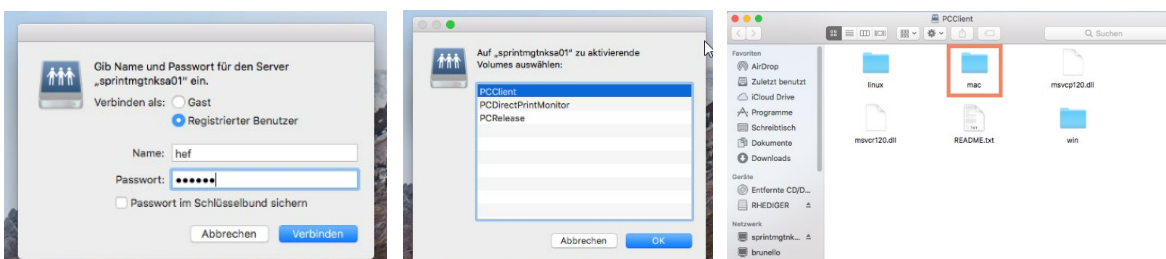 Gib Name und Passwort für den Server
„sprintmgtnksa01" ein.
Verbinden als: Gast
Registrierter Benutzer
Name: hef
Passwort: ••••••
Passwort im Schlüsselbund sichern
Abbrechen Verbinden
Auf „sprintmgtnksa01" zu aktivierende
Volumes auswählen:
PCClient
PCDirectPrintMonitor
PCRelease
Abbrechen OK
PCClient
Suchen
Favoriten
AirDrop
Zuletzt benutzt
iCloud Drive
Programme
Schreibtisch
Dokumente
Downloads
Geräte
Entfernte CD/D...
RHEDIGER
Netzwerk
sprintmgtnk...
brunello
linux mac msvcp120.dll
msvcr120.dll README.txt win